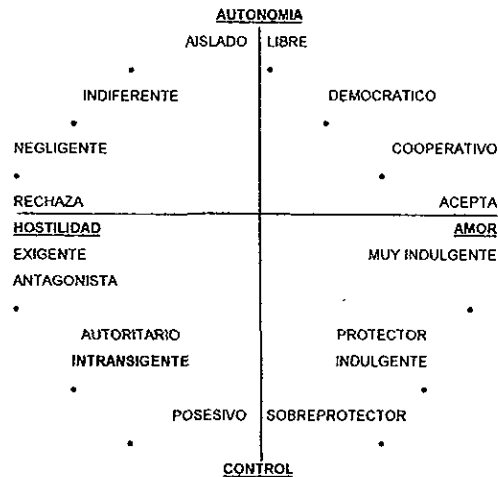 AUTONOMIA
AISLADO LIBRE
INDIFERENTE DEMOCRATICO
NEGLIGENTE COOPERATIVO
RECHAZA ACEPTA
HOSTILIDAD AMOR
EXIGENTE MUY INDULGENTE
ANTAGONISTA
AUTORITARIO PROTECTOR
INTRANSIGENTE INDULGENTE
POSESIVO SOBREPROTECTOR
CONTROL